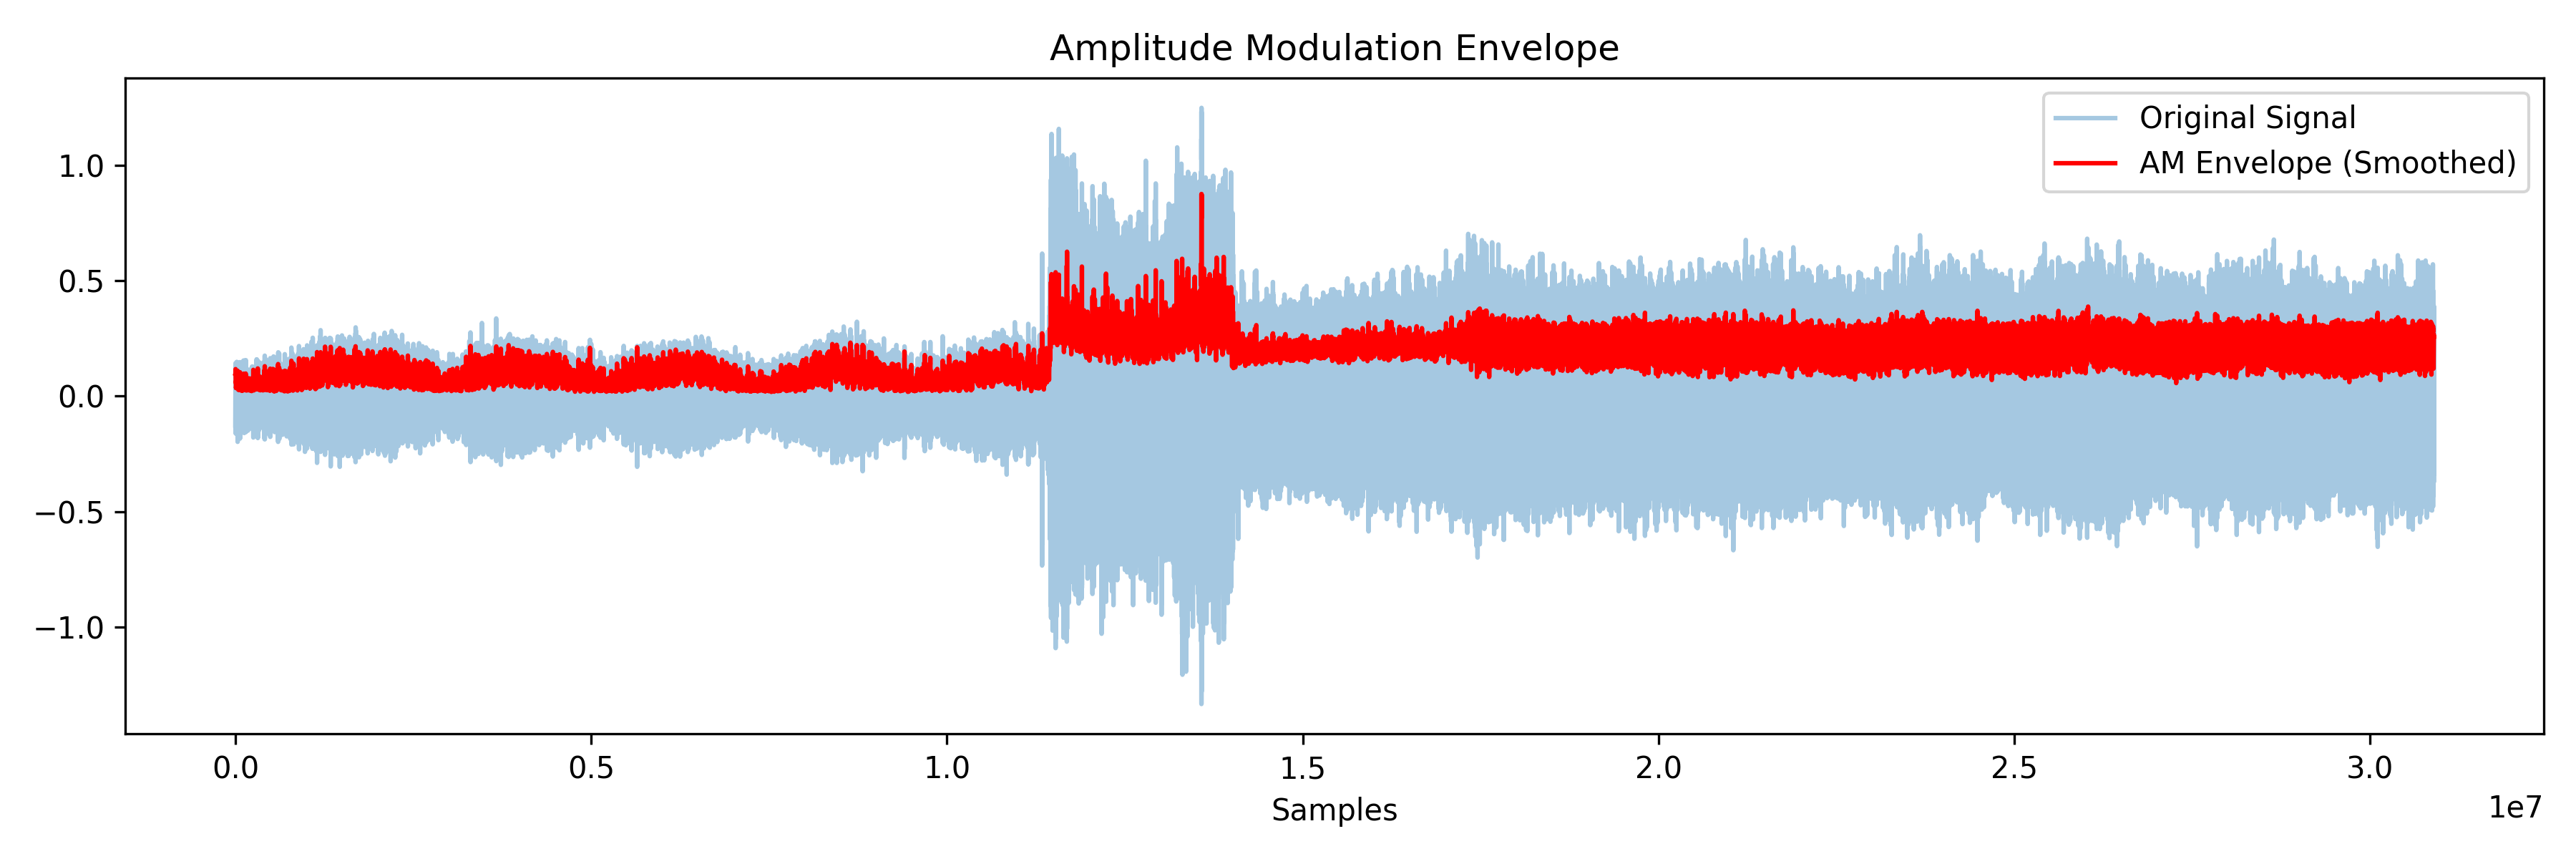 Amplitude Modulation Envelope
Original Signal
AM Envelope (Smoothed)
1.0
0.5
0.0
−0.5
−1.0
0.0 0.5 1.0 1.5 2.0 2.5 3.0
Samples
1e7